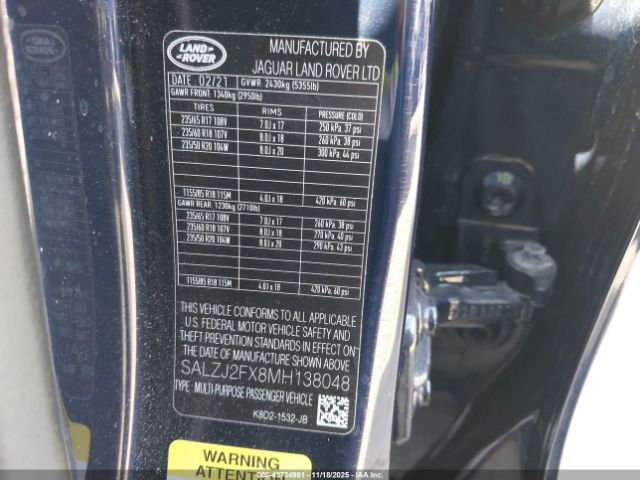 LAND
ROVER
MANUFACTURED BY
JAGUAR LAND ROVER LTD
DATE 02/21 GVWR 2430kg (5355lb)
GAWR FRONT 1340kg (2950lb)
TIRES RIMS PRESSURE (COLD)
235/65 R17 108V 7.0J x 17 250 kPa, 37 psi
235/60 R18 107V 8.0J x 18 260 kPa, 38 psi
235/50 R20 104W 8.0J x 20 300 kPa, 44 psi
T155/85 R18 115M 4.0J x 18 420 kPa, 60 psi
GAWR REAR 1230kg (2710lb)
235/65 R17 108V 7.0J x 17 260 kPa, 38 psi
235/60 R18 107V 8.0J x 18 270 kPa, 40 psi
235/50 R20 104W 8.0J x 20 290 kPa, 43 psi
T155/85 R18 115M 4.0J x 18 420 kPa, 60 psi
THIS VEHICLE CONFORMS TO ALL APPLICABLE
U.S. FEDERAL MOTOR VEHICLE SAFETY AND
THEFT PREVENTION STANDARDS IN EFFECT ON
THE DATE OF MANUFACTURE SHOWN ABOVE
SALZJ2FX8MH138048
TYPE MULTI-PURPOSE PASSENGER VEHICLE
K8D2-1532-JB
WARNING
ATTENT